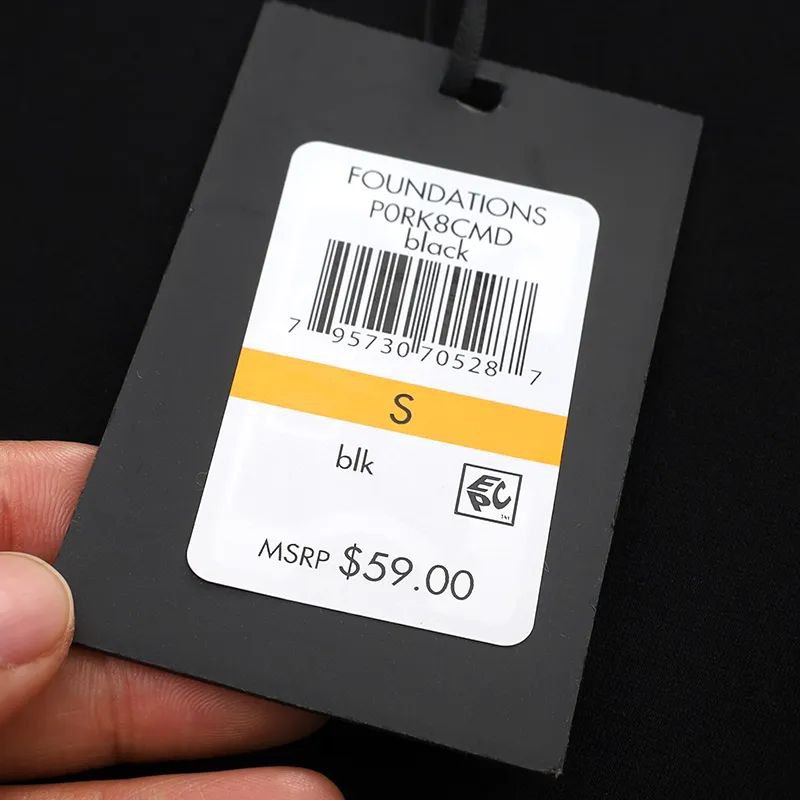 FOUNDATIONS
P0RK8CMD
black
7 95730 70528 7
S
blk
EPC
MSRP $59.00